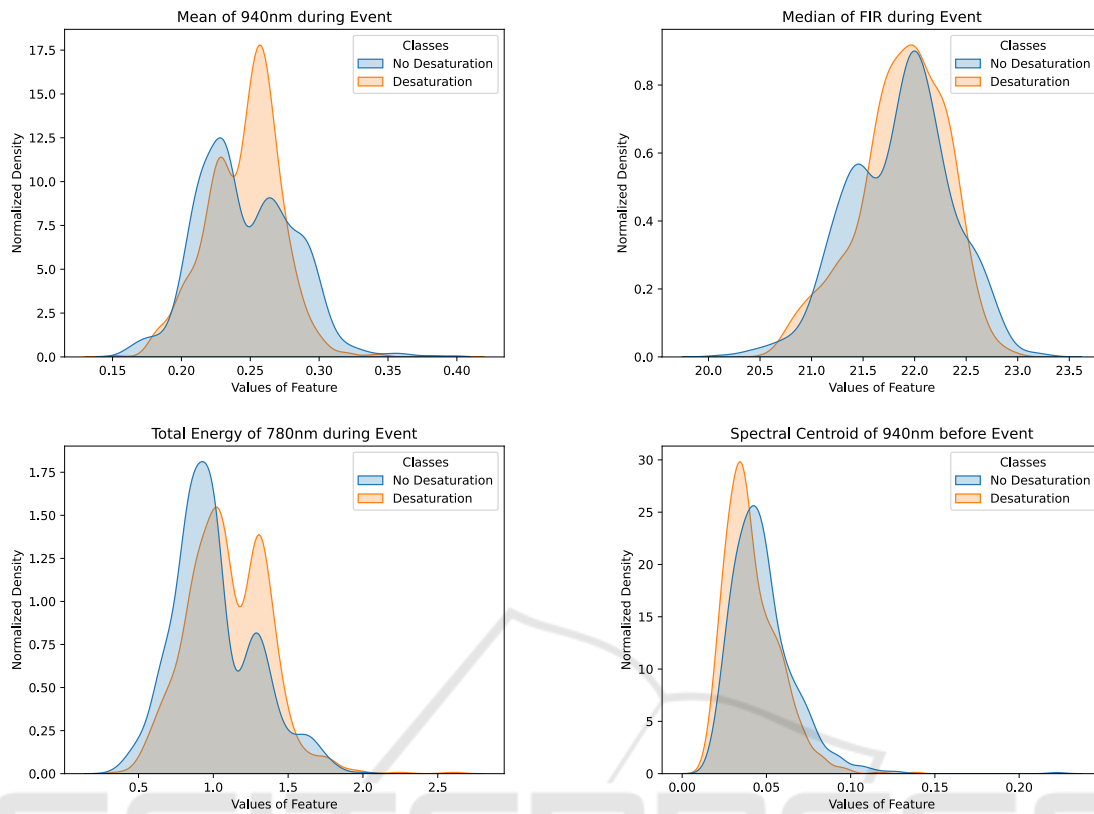 Mean of 940nm during Event
Classes
No Desaturation
Desaturation
17.5
15.0
12.5
10.0
7.5
5.0
2.5
0.0
Normalized Density
0.15
0.20
0.25
0.30
0.35
0.40
Values of Feature
Median of FIR during Event
Classes
No Desaturation
Desaturation
0.8
0.6
0.4
0.2
0.0
Normalized Density
20.0
20.5
21.0
21.5
22.0
22.5
23.0
23.5
Values of Feature
Total Energy of 780nm during Event
Classes
No Desaturation
Desaturation
1.75
1.50
1.25
1.00
0.75
0.50
0.25
0.00
Normalized Density
0.5
1.0
1.5
2.0
2.5
Values of Feature
Spectral Centroid of 940nm before Event
Classes
No Desaturation
Desaturation
30
25
20
15
10
5
0
Normalized Density
0.00
0.05
0.10
0.15
0.20
Values of Feature